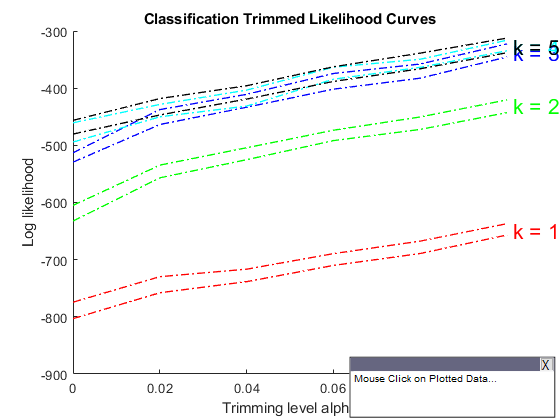 Classification Trimmed Likelihood Curves
-300
-400
-500
-600
-700
-800
-900
Log likelihood
k = 5
k = 3
k = 2
k = 1
0
0.02
0.04
0.06
Trimming level alph
X
Mouse Click on Plotted Data...